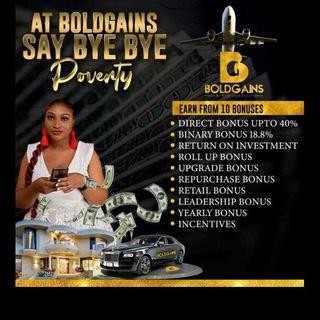 AT BOLDGAINS
SAY BYE BYE
Poverty
BOLDGAINS
EARN FROM 10 BONUSES
• DIRECT BONUS UPTO 40%
• BINARY BONUS 18.8%
• RETURN ON INVESTMENT
• ROLL UP BONUS
• UPGRADE BONUS
• REPURCHASE BONUS
• RETAIL BONUS
• LEADERSHIP BONUS
• YEARLY BONUS
• INCENTIVES
BOLDGAINS